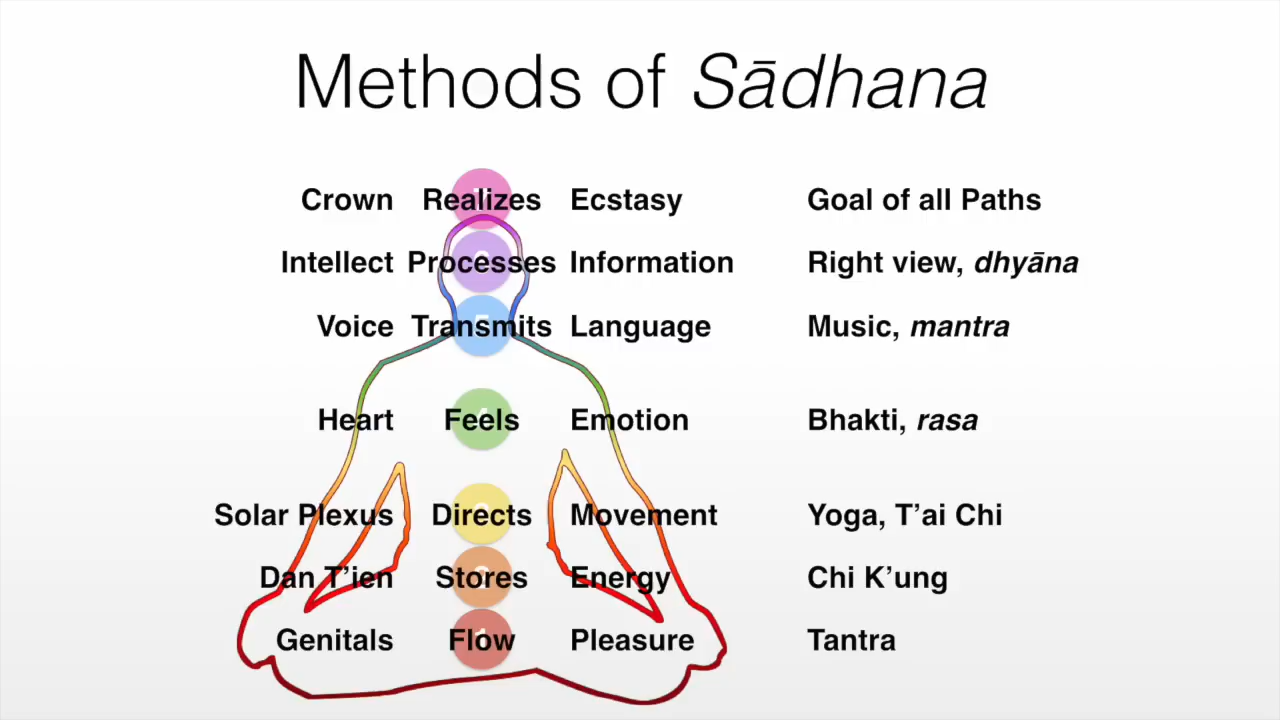 Methods of Sādhana
Crown Realizes Ecstasy Goal of all Paths
Intellect Processes Information Right view, dhyāna
Voice Transmits Language Music, mantra
Heart Feels Emotion Bhakti, rasa
Solar Plexus Directs Movement Yoga, T’ai Chi
Dan T’ien Stores Energy Chi K’ung
Genitals Flow Pleasure Tantra